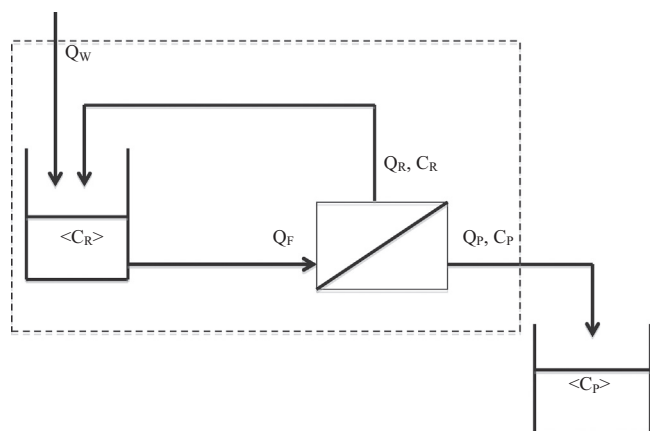 Q_W
Q_R, C_R
<C_R>
Q_F
Q_P, C_P
<C_P>